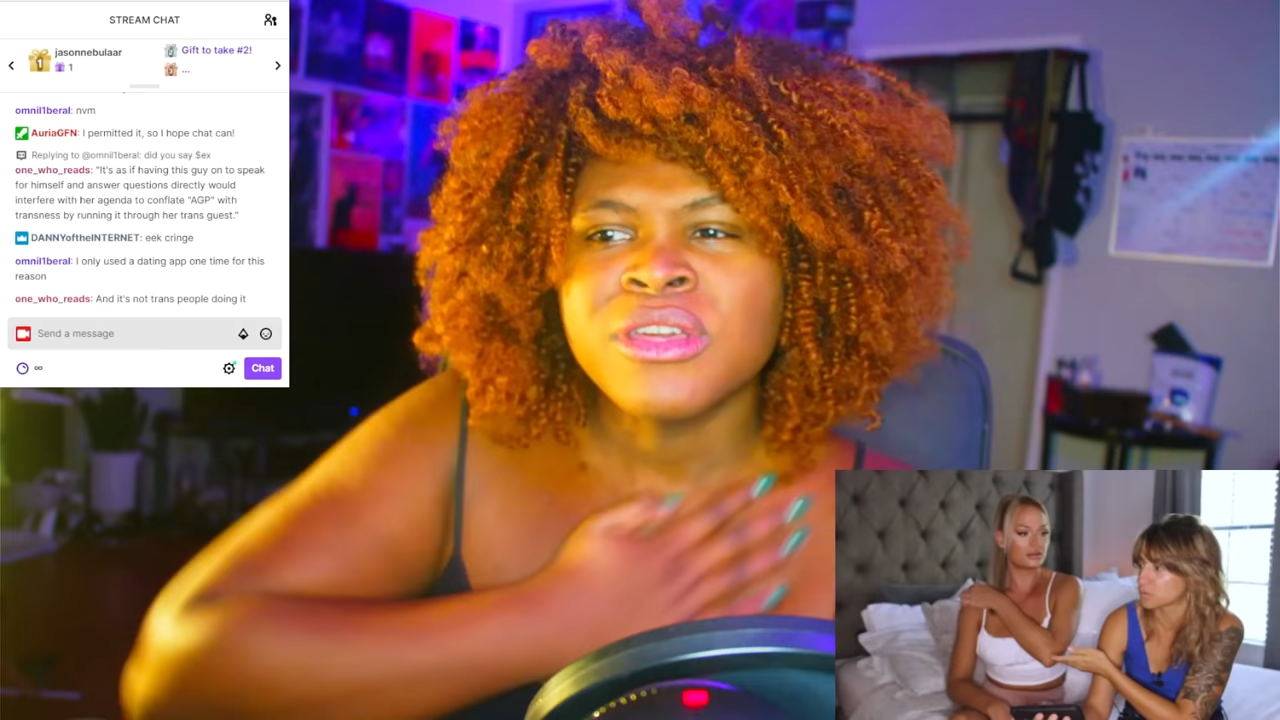 STREAM CHAT
jasonnebulaar
1
Gift to take #2!
...
omnil1beral: nvm
AuriaGFN: I permitted it, so I hope chat can!
Replying to @omnil1beral: did you say $ex
one_who_reads: "It's as if having this guy on to speak
for himself and answer questions directly would
interfere with her agenda to conflate "AGP" with
transness by running it through her trans guest."
DANNYoftheINTERNET: eek cringe
omnil1beral: I only used a dating app one time for this
reason
one_who_reads: And it's not trans people doing it
Send a message
∞
Chat